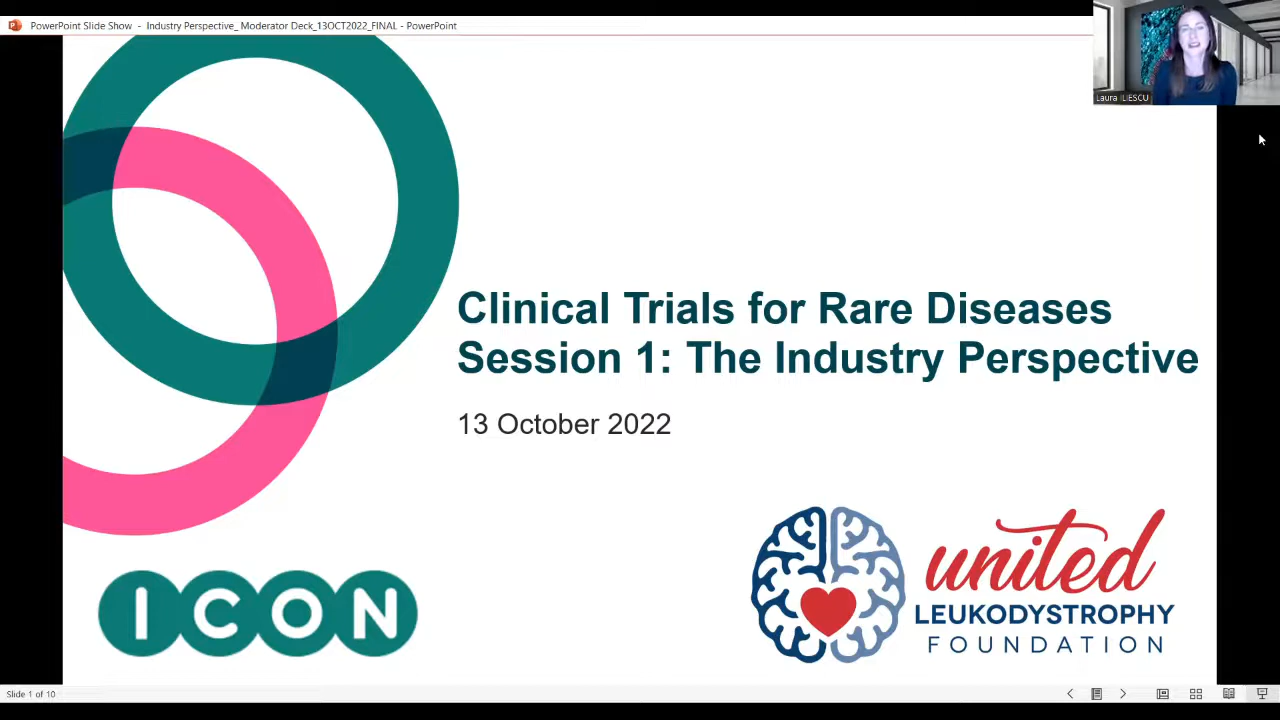 PowerPoint Slide Show - Industry Perspective_ Moderator Deck_13OCT2022_FINAL - PowerPoint
Laura ILIESCU
Clinical Trials for Rare Diseases
Session 1: The Industry Perspective
13 October 2022
ICON
united
LEUKODYSTROPHY
FOUNDATION
Slide 1 of 10